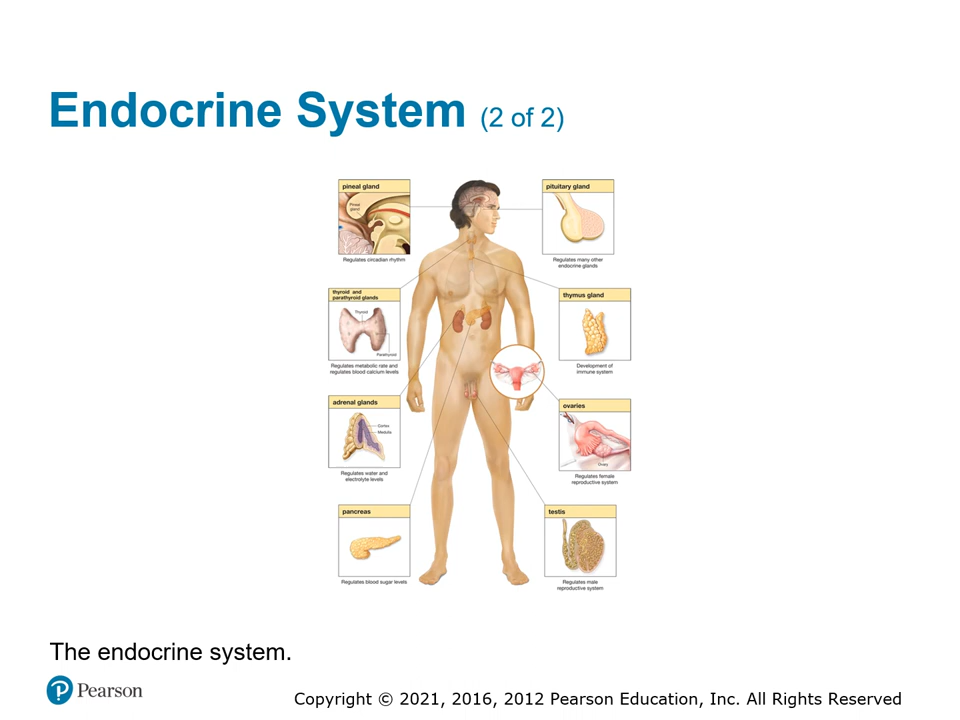 Endocrine System (2 of 2)
pineal gland
Pineal
gland
Regulates circadian rhythm
pituitary gland
Regulates many other
endocrine glands
thyroid and
parathyroid glands
Thyroid
Parathyroid
Regulates metabolic rate and
regulates blood calcium levels
thymus gland
Development of
immune system
adrenal glands
Cortex
Medulla
Regulates water and
electrolyte levels
ovaries
Ovary
Regulates female
reproductive system
pancreas
Regulates blood sugar levels
testis
Regulates male
reproductive system
The endocrine system.
Pearson
Copyright © 2021, 2016, 2012 Pearson Education, Inc. All Rights Reserved